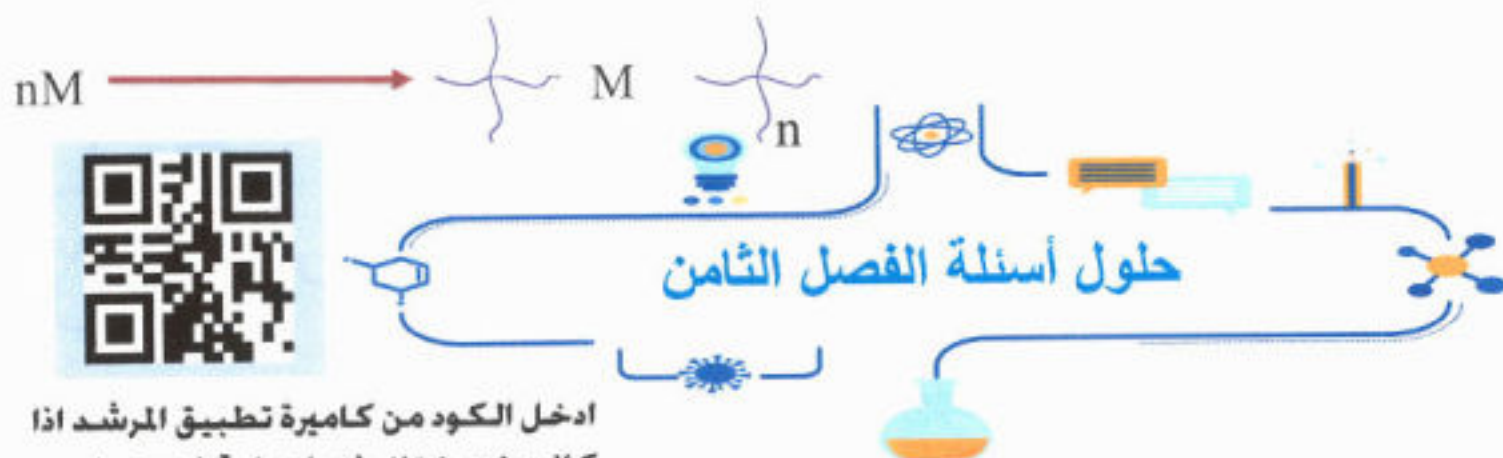 nM M n
حلول أسئلة الفصل الثامن
ادخل الكود من كاميرة تطبيق المرشد اذا